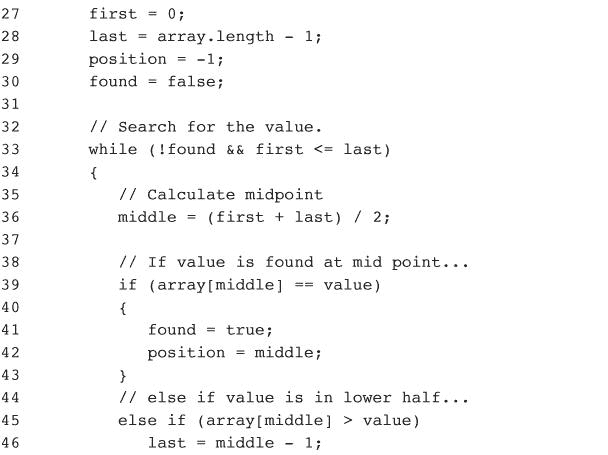 27 first = 0;
28 last = array.length - 1;
29 position = -1;
30 found = false;
31
32 // Search for the value.
33 while (!found && first <= last)
34 {
35 // Calculate midpoint
36 middle = (first + last) / 2;
37
38 // If value is found at mid point...
39 if (array[middle] == value)
40 {
41 found = true;
42 position = middle;
43 }
44 // else if value is in lower half...
45 else if (array[middle] > value)
46 last = middle - 1;